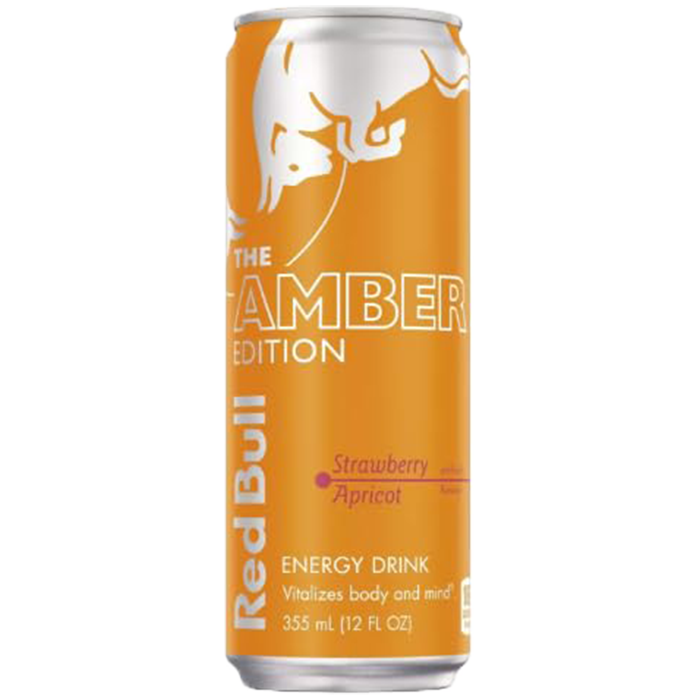 THE
AMBER
EDITION
Red Bull
Strawberry
Apricot
ENERGY DRINK
Vitalizes body and mind®.
355 mL (12 FL OZ)